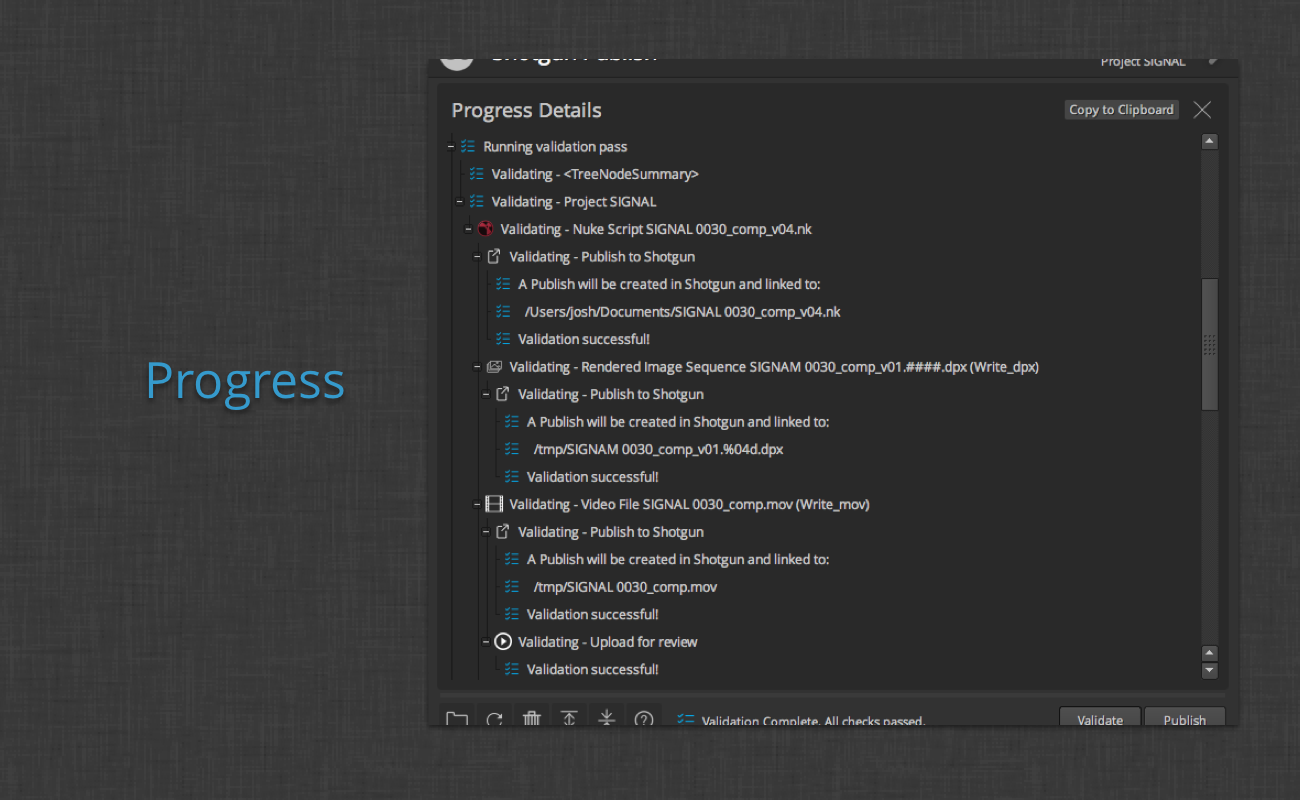 Shotgun Publish
Project SIGNAL
Progress Details
Copy to Clipboard
Running validation pass
Validating - <TreeNodeSummary>
Validating - Project SIGNAL
Validating - Nuke Script SIGNAL 0030_comp_v04.nk
Validating - Publish to Shotgun
A Publish will be created in Shotgun and linked to:
/Users/josh/Documents/SIGNAL 0030_comp_v04.nk
Validation successful!
Validating - Rendered Image Sequence SIGNAM 0030_comp_v01.####.dpx (Write_dpx)
Validating - Publish to Shotgun
A Publish will be created in Shotgun and linked to:
/tmp/SIGNAM 0030_comp_v01.%04d.dpx
Validation successful!
Validating - Video File SIGNAL 0030_comp.mov (Write_mov)
Validating - Publish to Shotgun
A Publish will be created in Shotgun and linked to:
/tmp/SIGNAL 0030_comp.mov
Validation successful!
Validating - Upload for review
Validation successful!
Validation Complete. All checks passed.
Validate
Publish
Progress